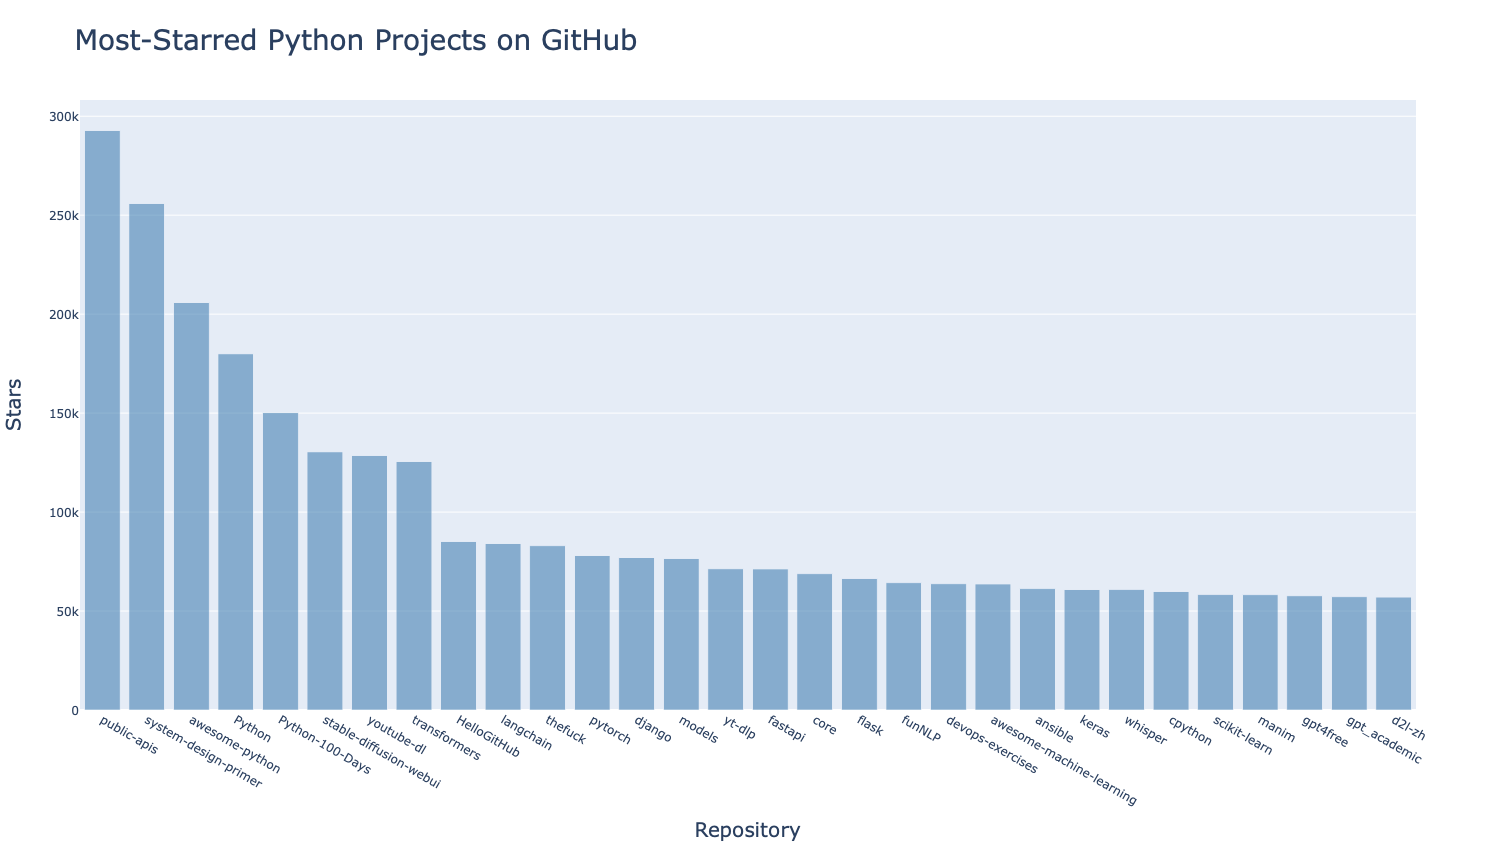 Most-Starred Python Projects on GitHub
300k
250k
200k
150k
100k
50k
0
Stars
public-apis
system-design-primer
awesome-python
Python
Python-100-Days
stable-diffusion-webui
youtube-dl
transformers
HelloGitHub
langchain
thefuck
pytorch
django
models
yt-dlp
fastapi
core
flask
funNLP
devops-exercises
awesome-machine-learning
ansible
keras
whisper
cpython
scikit-learn
manim
gpt4free
gpt_academic
d2l-zh
Repository